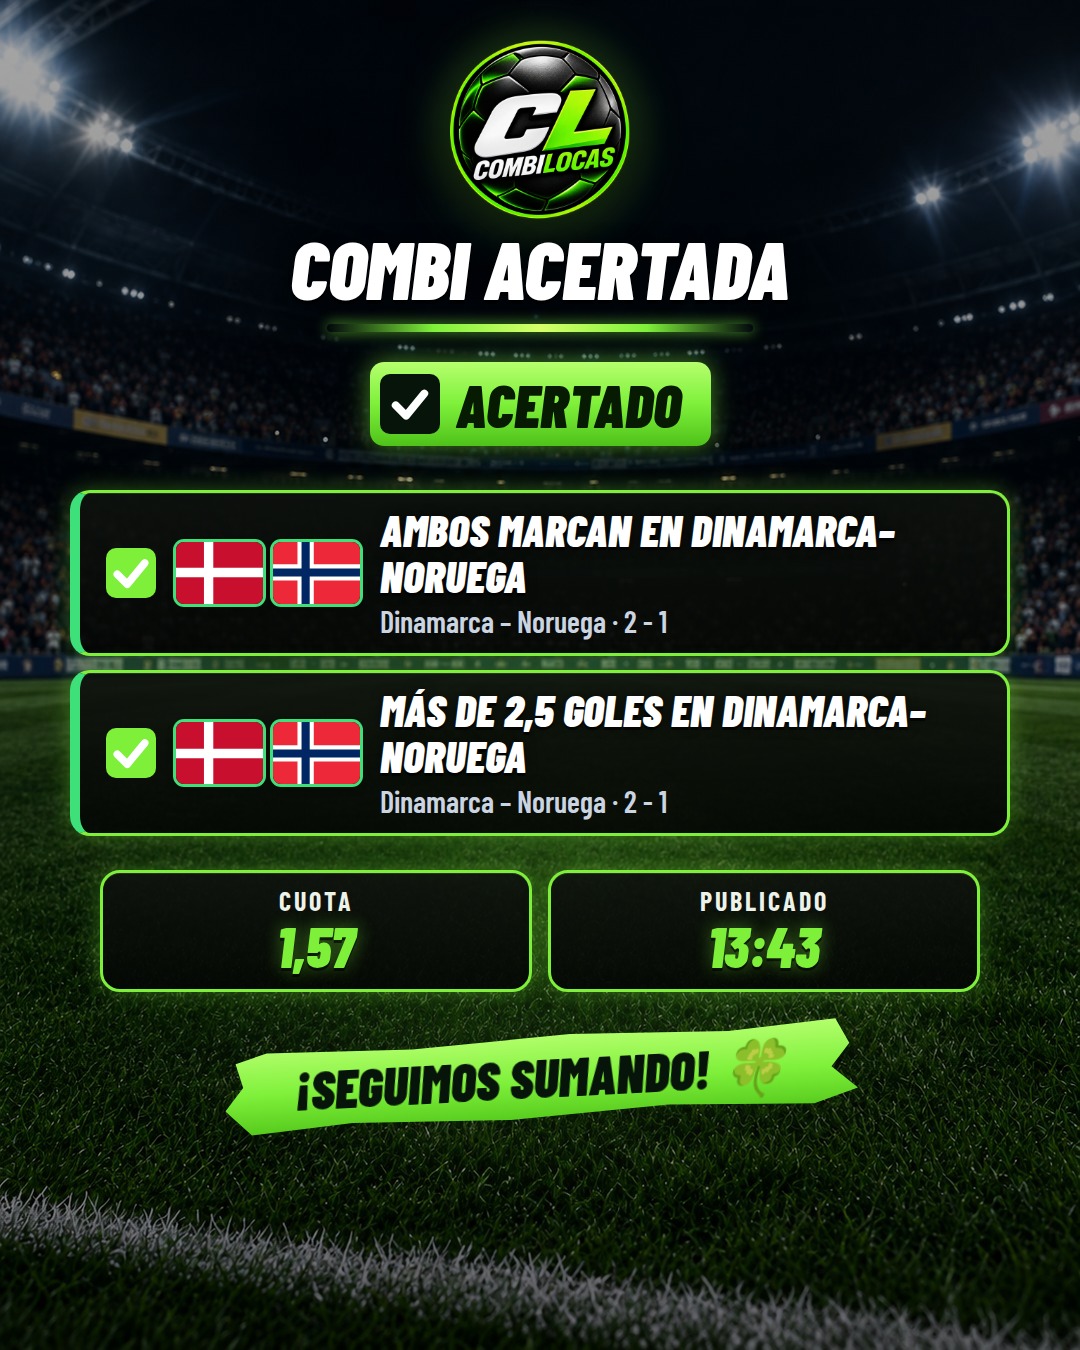 CL
COMBILOCAS
COMBI ACERTADA
ACERTADO
AMBOS MARCAN EN DINAMARCA–
NORUEGA
Dinamarca – Noruega · 2 - 1
MÁS DE 2,5 GOLES EN DINAMARCA–
NORUEGA
Dinamarca – Noruega · 2 - 1
CUOTA
1,57
PUBLICADO
13:43
¡SEGUIMOS SUMANDO! 🍀